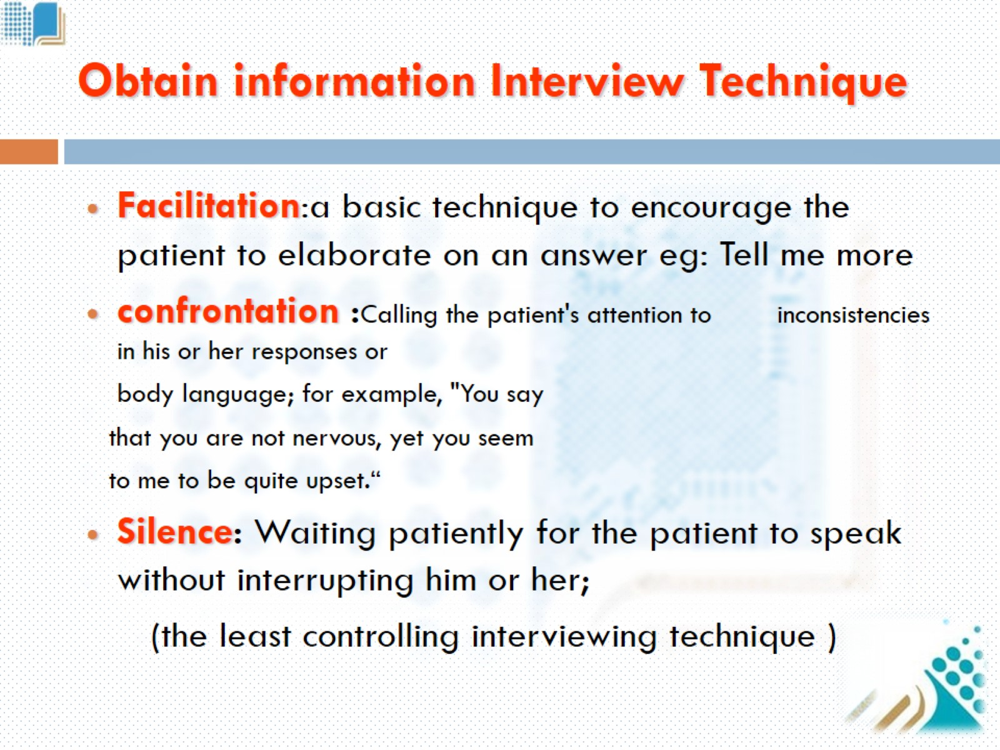 Obtain information Interview Technique
• Facilitation:a basic technique to encourage the
patient to elaborate on an answer eg: Tell me more
• confrontation :Calling the patient's attention to inconsistencies
in his or her responses or
body language; for example, "You say
that you are not nervous, yet you seem
to me to be quite upset.“
• Silence: Waiting patiently for the patient to speak
without interrupting him or her;
(the least controlling interviewing technique )